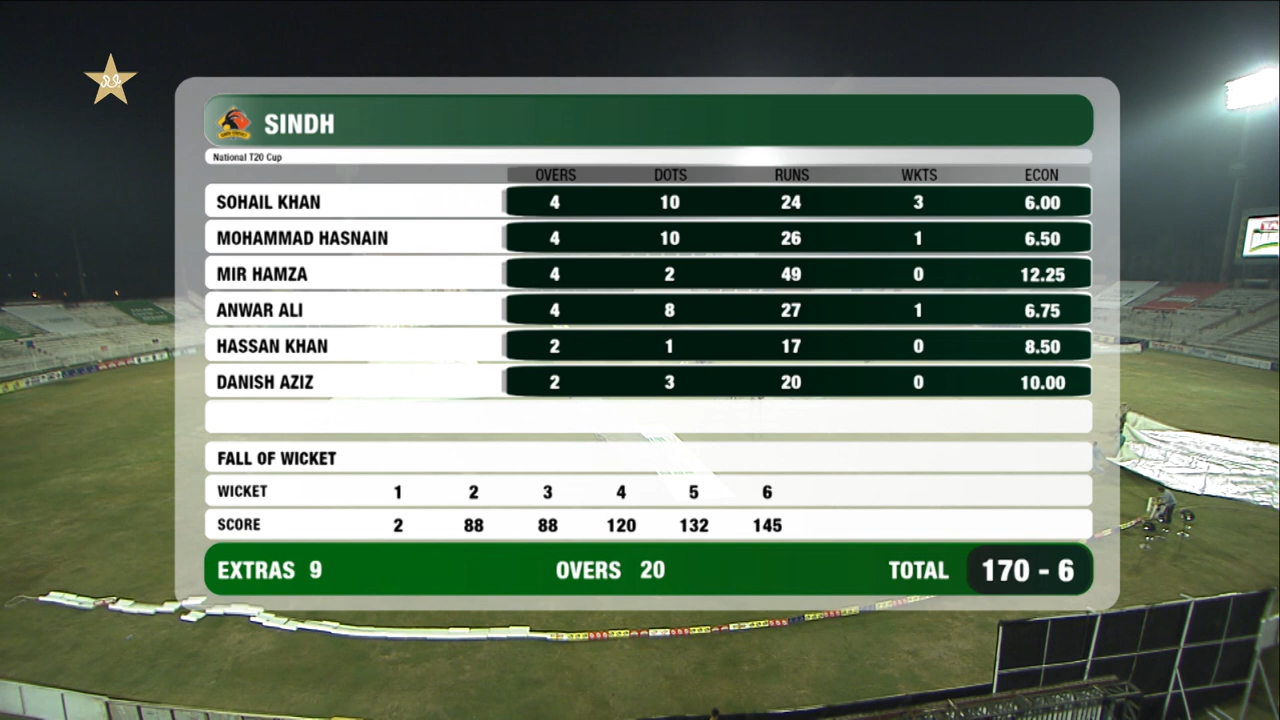 SINDH
National T20 Cup
OVERS DOTS RUNS WKTS ECON
SOHAIL KHAN 4 10 24 3 6.00
MOHAMMAD HASNAIN 4 10 26 1 6.50
MIR HAMZA 4 2 49 0 12.25
ANWAR ALI 4 8 27 1 6.75
HASSAN KHAN 2 1 17 0 8.50
DANISH AZIZ 2 3 20 0 10.00
FALL OF WICKET
WICKET 1 2 3 4 5 6
SCORE 2 88 88 120 132 145
EXTRAS 9 OVERS 20 TOTAL 170 - 6